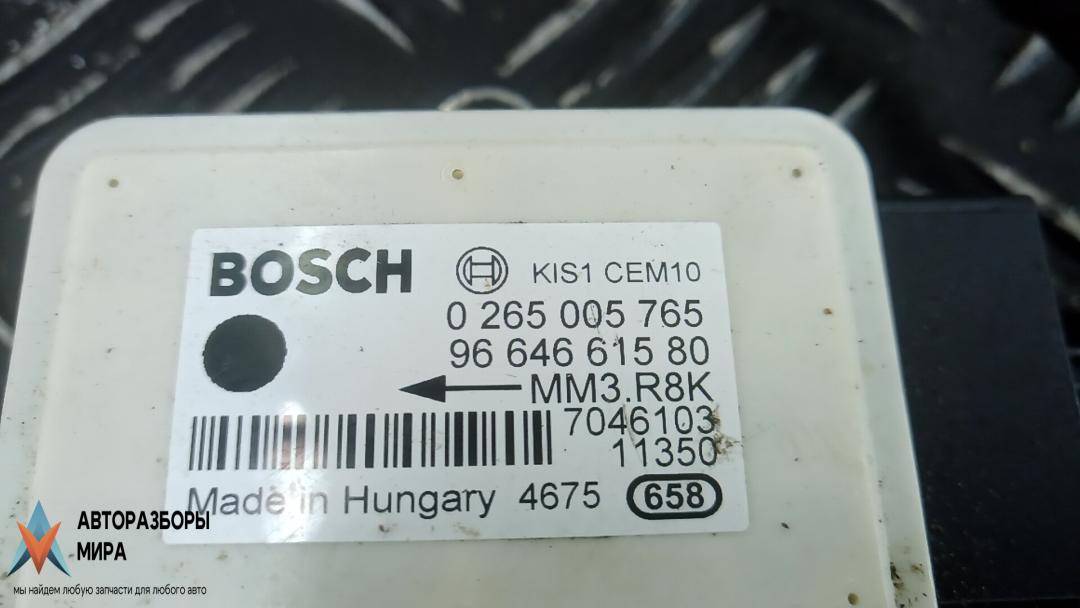 BOSCH
KIS1 CEM10
0 265 005 765
96 646 615 80
MM3.R8K
7046103
11350
Made in Hungary 4675 658
АВТОРАЗБОРЫ
МИРА
мы найдем любую запчасти для любого авто